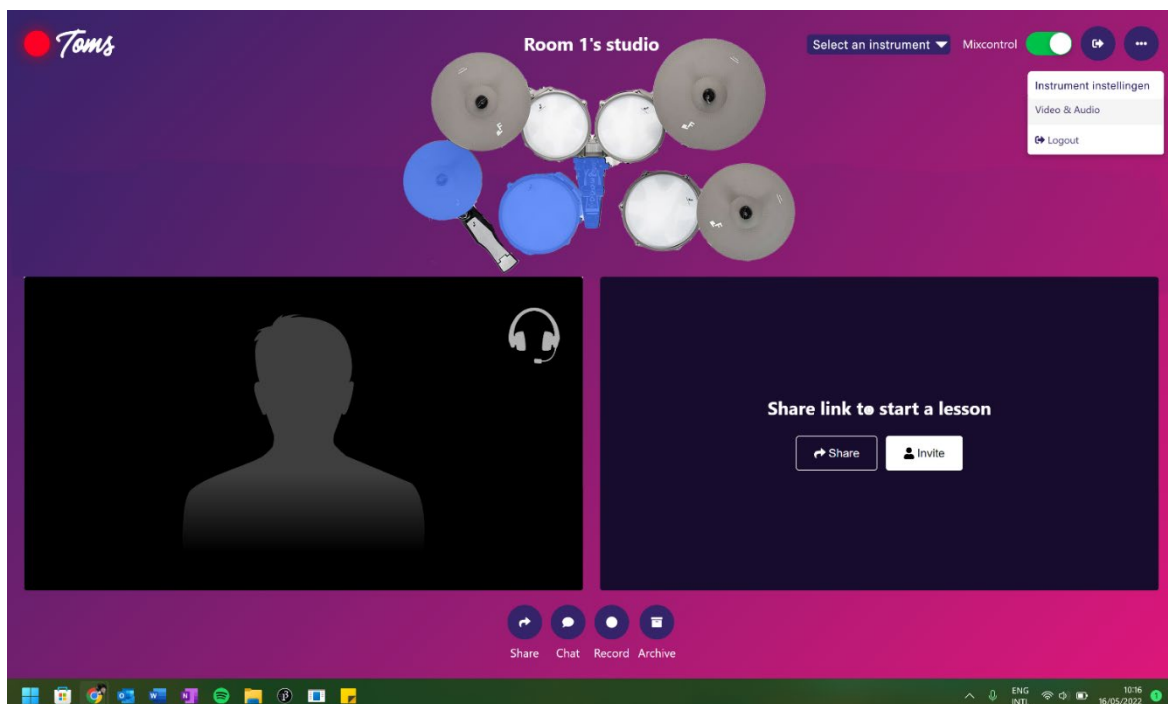 Toms
Room 1's studio
Select an instrument
Mixcontrol
Instrument instellingen
Video & Audio
Logout
Share link to start a lesson
Share
Invite
Share
Chat
Record
Archive
ENG
INTL
10:16
16/05/2022
1